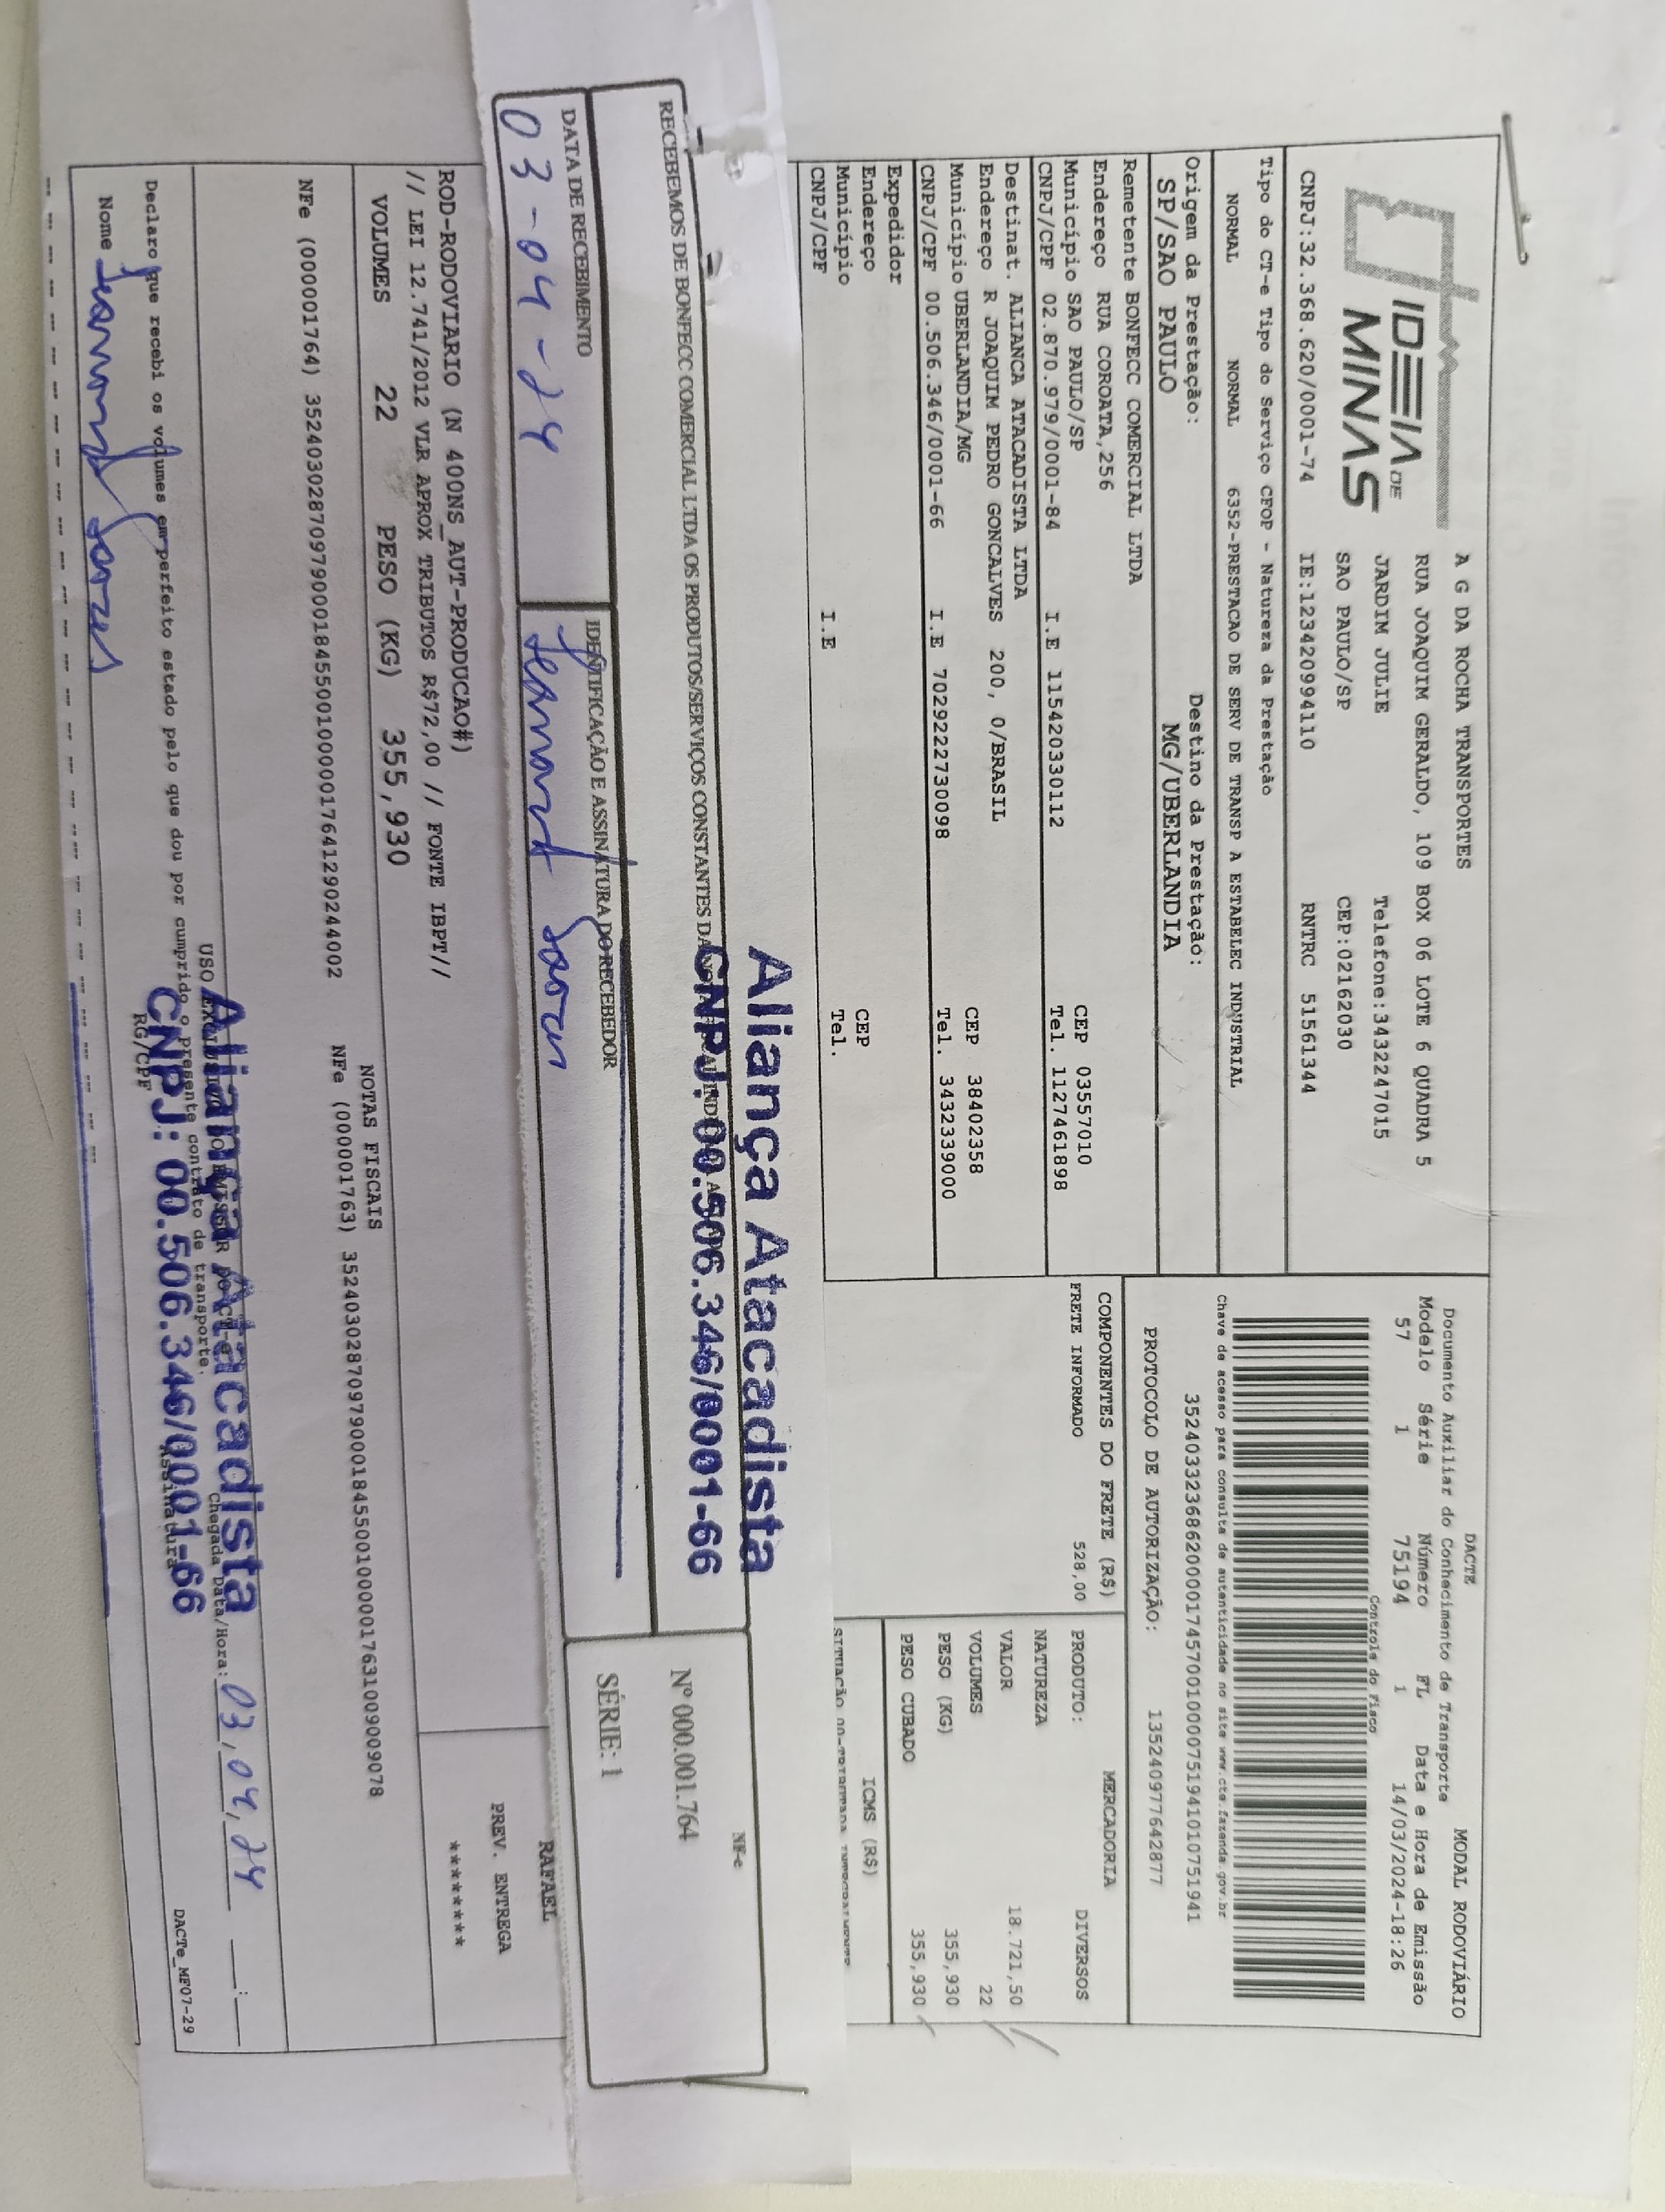 IDEIA DE
MINAS
A G DA ROCHA TRANSPORTES
RUA JOAQUIM GERALDO, 109 BOX 06 LOTE 6 QUADRA 5
JARDIM JULIE Telefone:3432247015
SAO PAULO/SP CEP:02162030
CNPJ:32.368.620/0001-74 IE:123420994110 RNTRC 51561344
DACTE MODAL RODOVIÁRIO
Documento Auxiliar do Conhecimento de Transporte
Modelo Série Número FL Data e Hora de Emissão
57 1 75194 1 14/03/2024-18:26
Controle do Fisco
Chave de acesso para consulta de autenticidade no site www.cte.fazenda.gov.br
35240332368620000174570010000751941010751941
PROTOCOLO DE AUTORIZAÇÃO: 135240977642877
Tipo do CT-e Tipo do Serviço CFOP - Natureza da Prestação
NORMAL NORMAL 6352-PRESTACAO DE SERV DE TRANSP A ESTABELEC INDUSTRIAL
Origem da Prestação: Destino da Prestação:
SP/SAO PAULO MG/UBERLANDIA
Remetente BONFECC COMERCIAL LTDA
Endereço RUA COROATA,256 CEP 03557010
Município SAO PAULO/SP Tel. 1127461898
CNPJ/CPF 02.870.979/0001-84 I.E 115420330112
Destinat. ALIANCA ATACADISTA LTDA
Endereço R JOAQUIM PEDRO GONCALVES 200, 0/BRASIL CEP 38402358
Município UBERLANDIA/MG Tel. 3432339000
CNPJ/CPF 00.506.346/0001-66 I.E 7029222730098
Expedidor
Endereço CEP
Município Tel.
CNPJ/CPF I.E
COMPONENTES DO FRETE (R$)
FRETE INFORMADO 528,00
MERCADORIA
PRODUTO: DIVERSOS
NATUREZA
VALOR 18.721,50
VOLUMES 22
PESO (KG) 355,930
PESO CUBADO 355,930
ICMS (R$)
Aliança Atacadista
CNPJ: 00.506.346/0001-66
RECEBEMOS DE BONFECC COMERCIAL LTDA OS PRODUTOS/SERVIÇOS CONSTANTES DA
NF-e
Nº 000.001.764
SÉRIE: 1
DATA DE RECEBIMENTO
03-04-24
IDENTIFICAÇÃO E ASSINATURA DO RECEBEDOR
RAFAEL
PREV. ENTREGA
********
ROD-RODOVIARIO (N 400NS_AUT-PRODUCAO#)
// LEI 12.741/2012 VLR APROX TRIBUTOS R$72,00 // FONTE IBPT//
VOLUMES 22 PESO (KG) 355,930
NOTAS FISCAIS
NFe (000001764) 35240302870979000184550010000017641290244002
NFe (000001763) 35240302870979000184550010000017631009009078
USO EXCLUSIVO DO EMISSOR DO CT-e
Declaro que recebi os volumes em perfeito estado pelo que dou por cumprido o presente contrato de transporte.
Chegada Data/Hora: 03/04/24 __:__
Nome
RG/CPF
Assinatura
Aliança Atacadista
CNPJ: 00.506.346/0001-66
DACTe_MF07-29